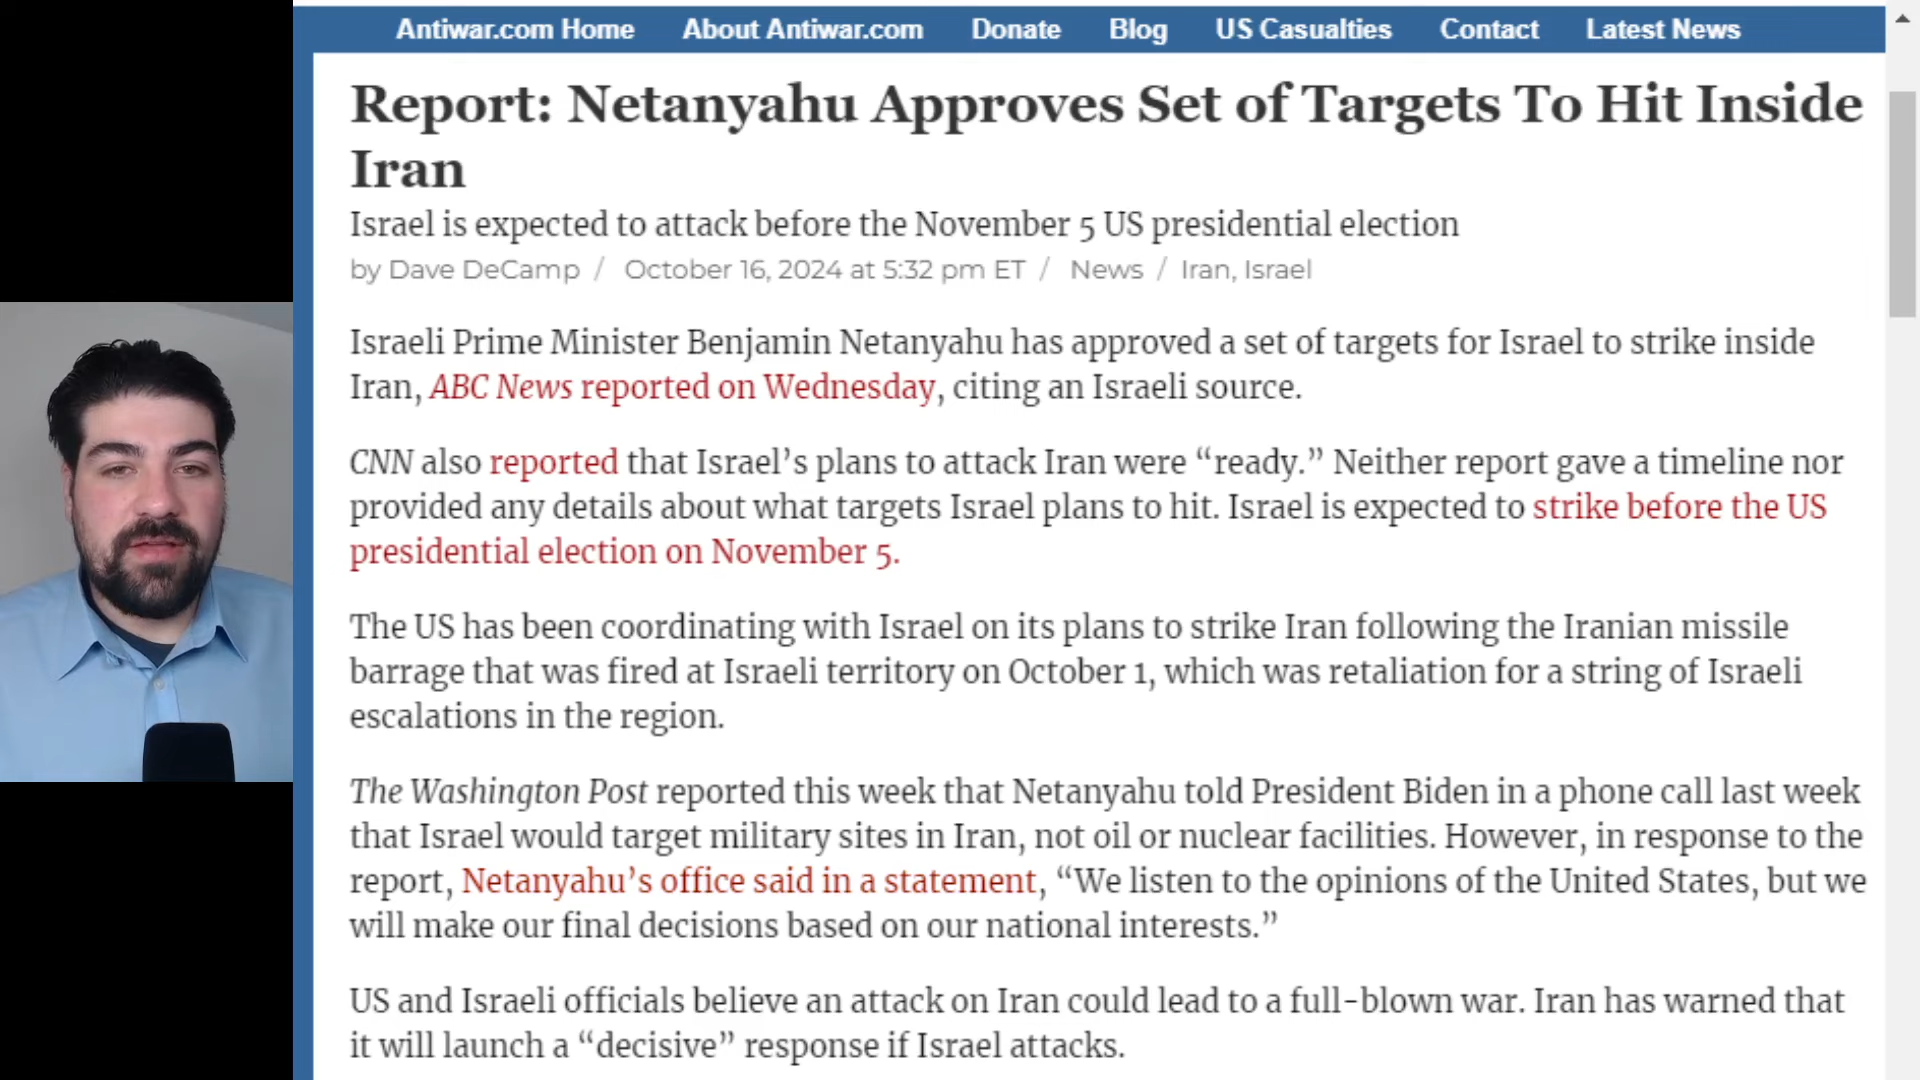 Antiwar.com Home About Antiwar.com Donate Blog US Casualties Contact Latest News
Report: Netanyahu Approves Set of Targets To Hit Inside
Iran
Israel is expected to attack before the November 5 US presidential election
by Dave DeCamp / October 16, 2024 at 5:32 pm ET / News / Iran, Israel
Israeli Prime Minister Benjamin Netanyahu has approved a set of targets for Israel to strike inside
Iran, ABC News reported on Wednesday, citing an Israeli source.
CNN also reported that Israel’s plans to attack Iran were “ready.” Neither report gave a timeline nor
provided any details about what targets Israel plans to hit. Israel is expected to strike before the US
presidential election on November 5.
The US has been coordinating with Israel on its plans to strike Iran following the Iranian missile
barrage that was fired at Israeli territory on October 1, which was retaliation for a string of Israeli
escalations in the region.
The Washington Post reported this week that Netanyahu told President Biden in a phone call last week
that Israel would target military sites in Iran, not oil or nuclear facilities. However, in response to the
report, Netanyahu’s office said in a statement, “We listen to the opinions of the United States, but we
will make our final decisions based on our national interests.”
US and Israeli officials believe an attack on Iran could lead to a full-blown war. Iran has warned that
it will launch a “decisive” response if Israel attacks.